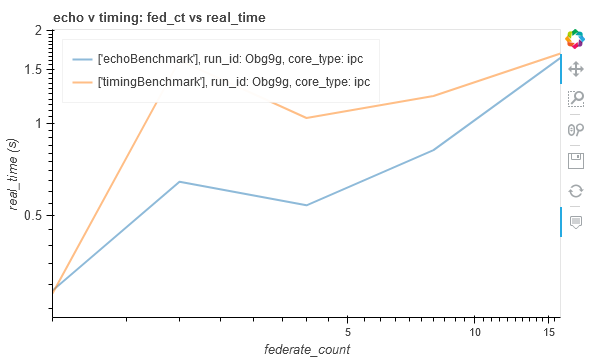 echo v timing: fed_ct vs real_time
2
['echoBenchmark'], run_id: Obg9g, core_type: ipc
['timingBenchmark'], run_id: Obg9g, core_type: ipc
1.5
1
0.5
real_time (s)
5
10
15
federate_count